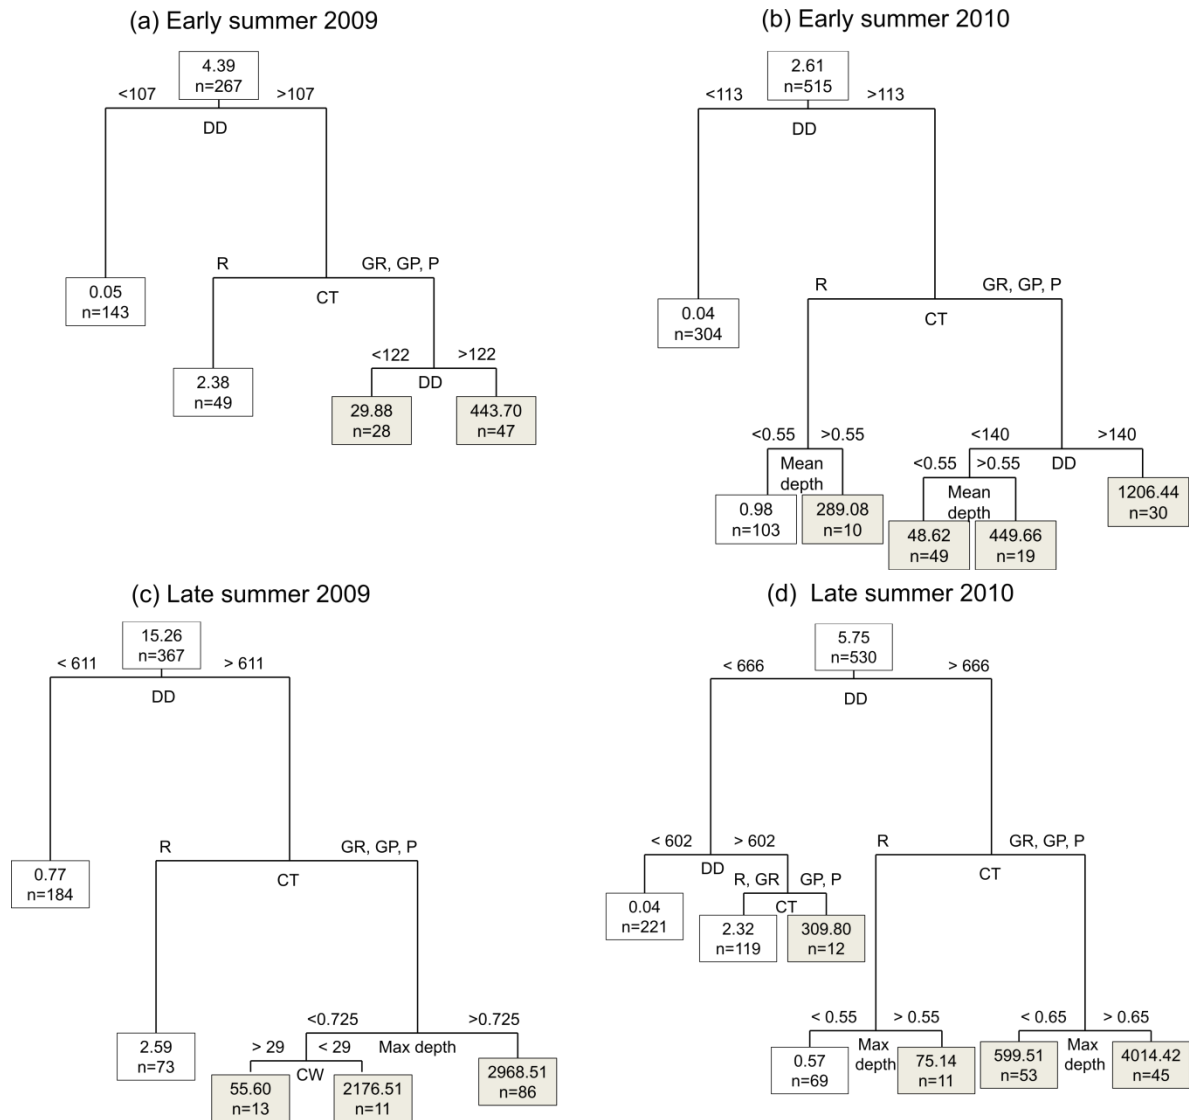 (a) Early summer 2009
4.39
n=267
<107
>107
DD
0.05
n=143
R
GR, GP, P
CT
2.38
n=49
<122
>122
DD
29.88
n=28
443.70
n=47
(b) Early summer 2010
2.61
n=515
<113
>113
DD
0.04
n=304
R
GR, GP, P
CT
<0.55
>0.55
Mean
depth
0.98
n=103
289.08
n=10
<140
>140
DD
<0.55
>0.55
Mean
depth
48.62
n=49
449.66
n=19
1206.44
n=30
(c) Late summer 2009
15.26
n=367
< 611
> 611
DD
0.77
n=184
R
GR, GP, P
CT
2.59
n=73
<0.725
>0.725
Max depth
> 29
< 29
CW
55.60
n=13
2176.51
n=11
2968.51
n=86
(d) Late summer 2010
5.75
n=530
< 666
> 666
DD
< 602
> 602
DD
0.04
n=221
R, GR
GP, P
CT
2.32
n=119
309.80
n=12
R
GR, GP, P
CT
< 0.55
> 0.55
Max
depth
0.57
n=69
75.14
n=11
< 0.65
> 0.65
Max
depth
599.51
n=53
4014.42
n=45